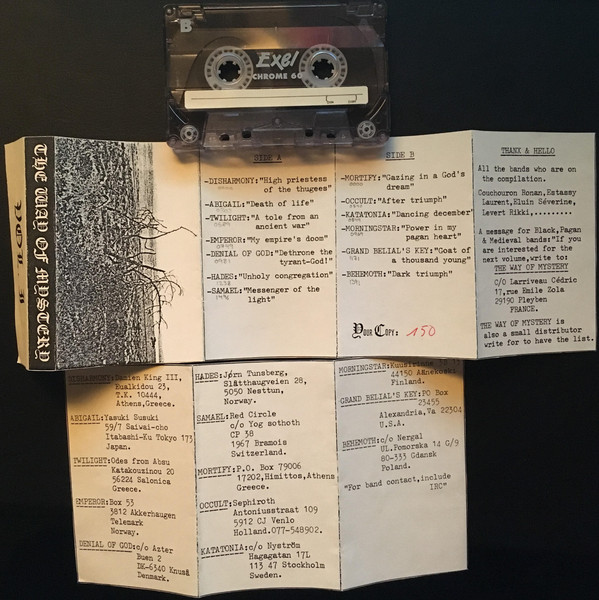 B
Exel
CHROME 60
THE WAY OF MYSTERY
SIDE A
-DISHARMONY:"High priestess
of the thugees"
-ABIGAIL:"Death of life"
-TWILIGHT:"A tole from an
ancient war"
-EMPEROR:"My empire's doom"
-DENIAL OF GOD:"Dethrone the
tyrant-God!"
-HADES:"Unholy congregation"
-SAMAEL:"Messenger of the
light"
SIDE B
-MORTIFY:"Gazing in a God's
dream"
-OCCULT:"After triumph"
-KATATONIA:"Dancing december"
-MORNINGSTAR:"Power in my
pagan heart"
-GRAND BELIAL'S KEY:"Goat of
a thousand young"
-BEHEMOTH:"Dark triumph"
Your Copy: 150
THANX & HELLO
All the bands who are on
the compilation.
Couchouron Ronan, Estassy
Laurent, Eluin Séverine,
Levert Rikki,.........
A message for Black,Pagan
& Medieval bands:"If you
are interested for the
next volume,write to:
THE WAY OF MYSTERY
C/O Larriveau Cédric
17,rue Emile Zola
29190 Pleyben
FRANCE.
THE WAY OF MYSTERY is
also a small distributor
write for to have the list.
DISHARMONY:Damien King III,
Eualkidou 23,
T.K. 10444,
Athens,Greece.
ABIGAIL:Yasuki Susuki
59/7 Saiwai-cho
Itabashi-Ku Tokyo 173
Japan.
TWILIGHT:Odes from Absu
Katakouzinou 20
56224 Salonica
Greece.
EMPEROR:Box 53
3812 Akkerhaugen
Telemark
Norway.
DENIAL OF GOD:c/o Azter
Buen 2
DK-6340
Denmark.
HADES:Jørn Tunsberg,
Slåtthaugveien 28,
5050 Nesttun,
Norway.
SAMAEL:Red Circle
c/o Yog sothoth
CP 38
1967 Bramois
Switzerland.
MORTIFY:P.O. Box 79006
17202,Himittos,Athens
Greece.
OCCULT:Sephiroth
Antoniusstraat 109
5912 CJ Venlo
Holland.077-548902.
KATATONIA:c/o Nyström
Hagagatan 17L
113 47 Stockholm
Sweden.
MORNINGSTAR:
44150 Äänekoski
Finland.
GRAND BELIAL'S KEY:PO Box
23455
Alexandria,Va 22304
U.S.A.
BEHEMOTH:c/o Nergal
UL.Pomorska 14 G/9
80-333 Gdansk
Poland.
"For band contact,include
IRC"